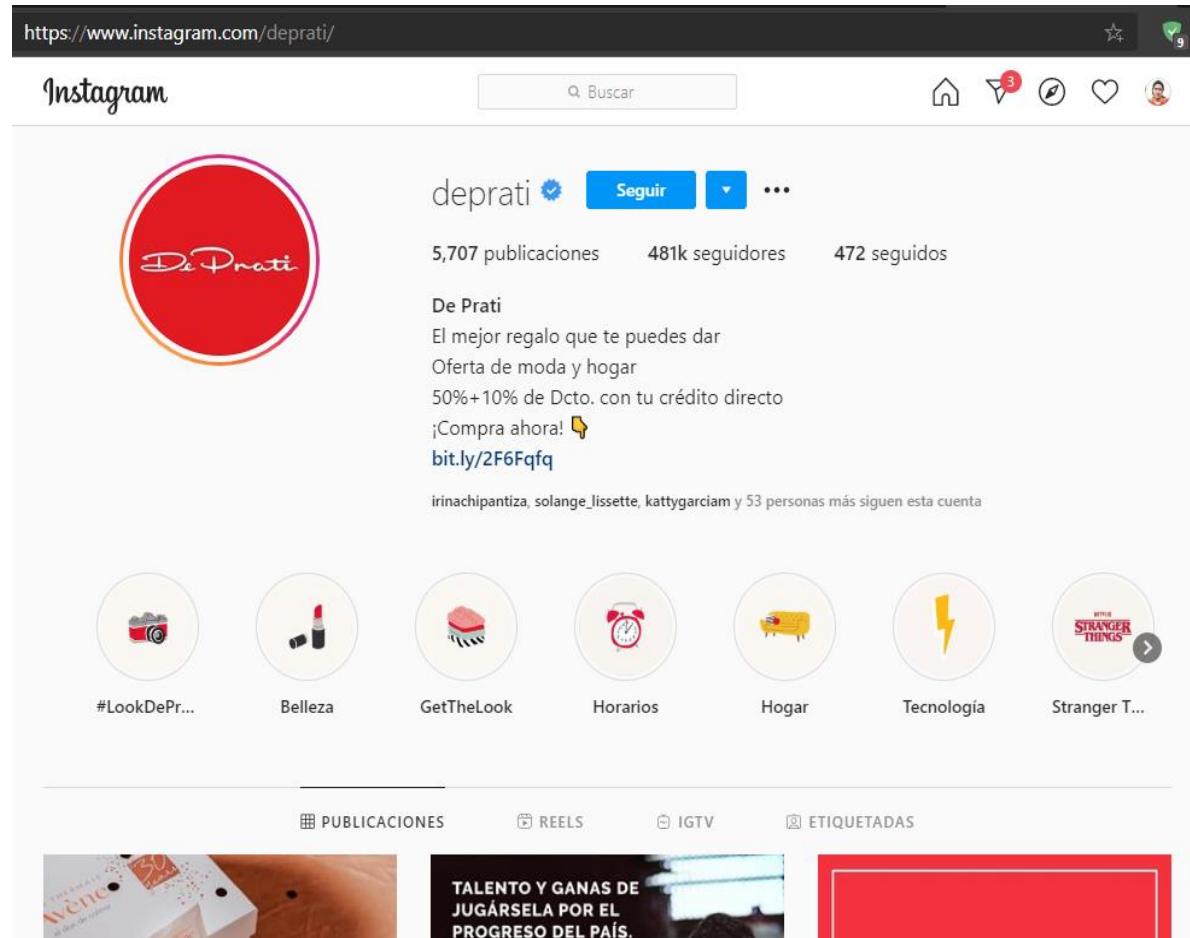 https://www.instagram.com/deprati/
9
Instagram
Buscar
3
De Prati
deprati
Seguir
5,707 publicaciones 481k seguidores 472 seguidos
De Prati
El mejor regalo que te puedes dar
Oferta de moda y hogar
50%+10% de Dcto. con tu crédito directo
¡Compra ahora! 👇
bit.ly/2F6Fqfq
irinachipantiza, solange_lissette, kattygarciam y 53 personas más siguen esta cuenta
NETFLIX
STRANGER
THINGS
#LookDePr... Belleza GetTheLook Horarios Hogar Tecnología Stranger T...
PUBLICACIONES REELS IGTV ETIQUETADAS
THERMALE
Avène
30
TALENTO Y GANAS DE
JUGÁRSELA POR EL
PROGRESO DEL PAÍS.